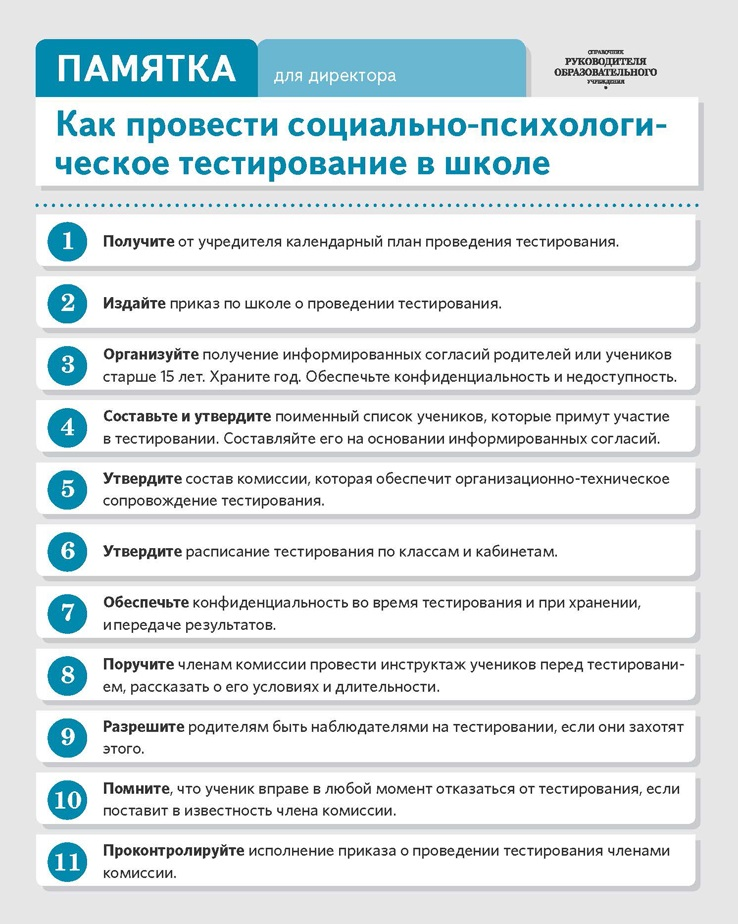 ПАМЯТКА для директора
СПРАВОЧНИК
РУКОВОДИТЕЛЯ
ОБРАЗОВАТЕЛЬНОГО
УЧРЕЖДЕНИЯ
Как провести социально-психологи-
ческое тестирование в школе
1 Получите от учредителя календарный план проведения тестирования.
2 Издайте приказ по школе о проведении тестирования.
3 Организуйте получение информированных согласий родителей или учеников
старше 15 лет. Храните год. Обеспечьте конфиденциальность и недоступность.
4 Составьте и утвердите поименный список учеников, которые примут участие
в тестировании. Составляйте его на основании информированных согласий.
5 Утвердите состав комиссии, которая обеспечит организационно-техническое
сопровождение тестирования.
6 Утвердите расписание тестирования по классам и кабинетам.
7 Обеспечьте конфиденциальность во время тестирования и при хранении,
и передаче результатов.
8 Поручите членам комиссии провести инструктаж учеников перед тестировани-
ем, рассказать о его условиях и длительности.
9 Разрешите родителям быть наблюдателями на тестировании, если они захотят
этого.
10 Помните, что ученик вправе в любой момент отказаться от тестирования, если
поставит в известность члена комиссии.
11 Проконтролируйте исполнение приказа о проведении тестирования членами
комиссии.